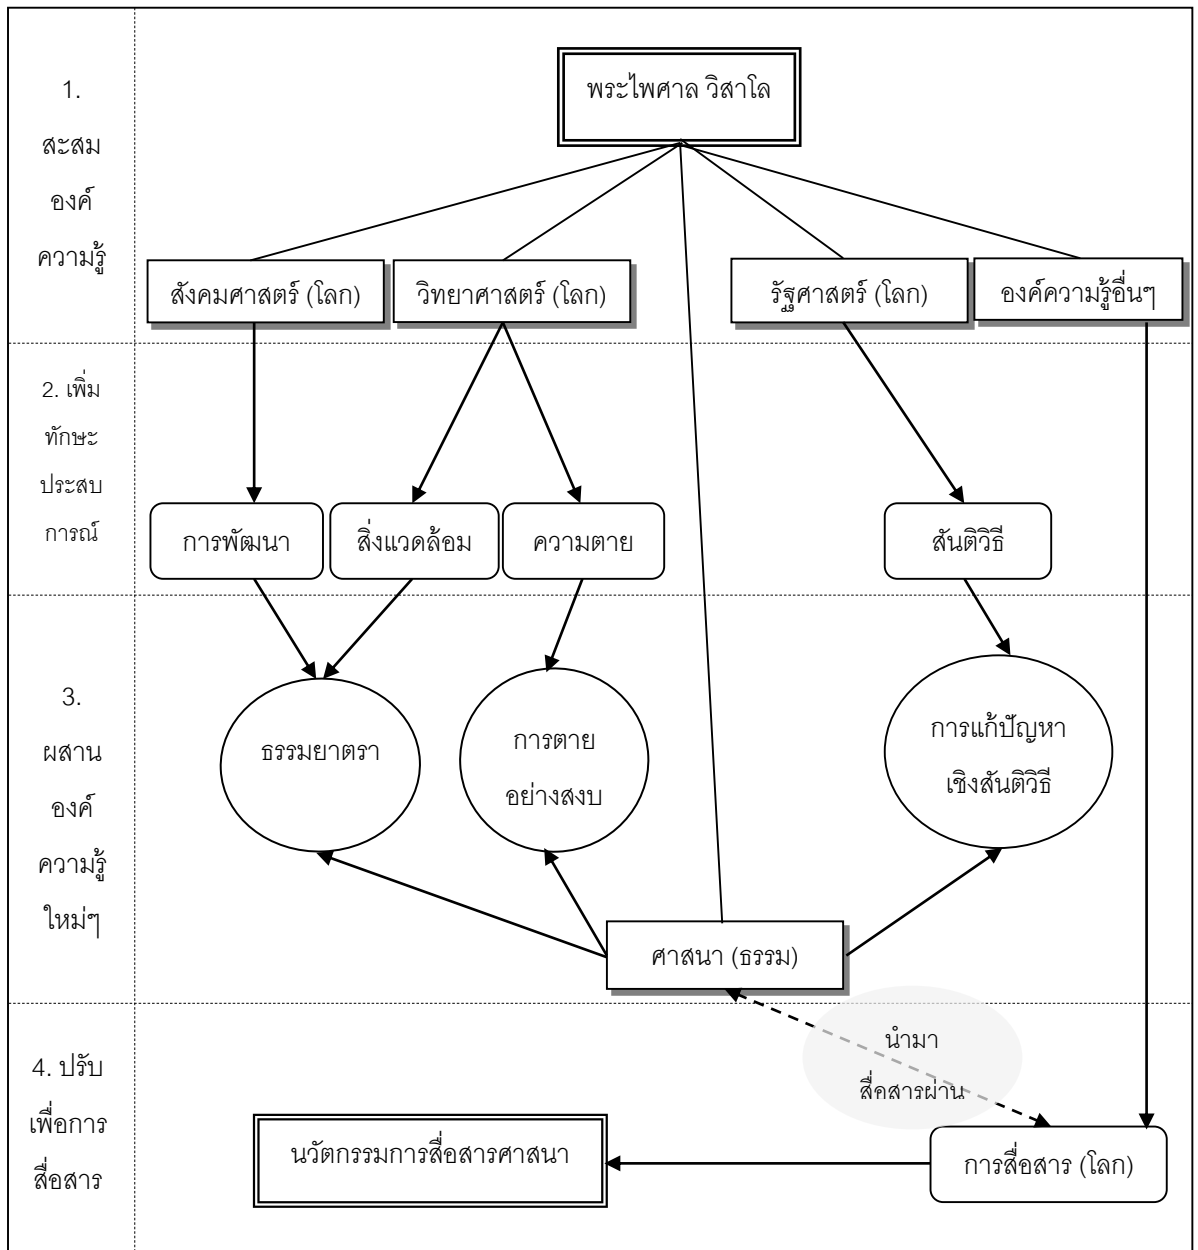 1.
สะสม
องค์
ความรู้
พระไพศาล วิสาโล
สังคมศาสตร์ (โลก)
วิทยาศาสตร์ (โลก)
รัฐศาสตร์ (โลก)
องค์ความรู้อื่นๆ
2. เพิ่ม
ทักษะ
ประสบ
การณ์
การพัฒนา
สิ่งแวดล้อม
ความตาย
สันติวิธี
3.
ผสาน
องค์
ความรู้
ใหม่ๆ
ธรรมยาตรา
การตาย
อย่างสงบ
การแก้ปัญหา
เชิงสันติวิธี
ศาสนา (ธรรม)
4. ปรับ
เพื่อการ
สื่อสาร
นำมา
สื่อสารผ่าน
นวัตกรรมการสื่อสารศาสนา
การสื่อสาร (โลก)